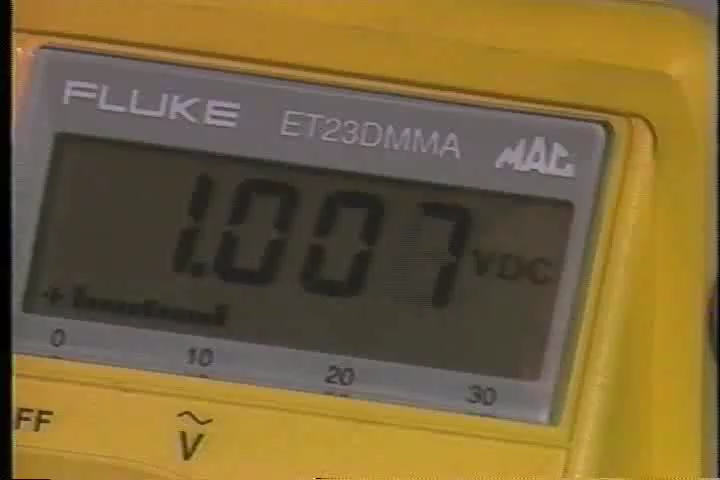 FLUKE ET23DMMA MAC
1.007 VDC
+
0 10 20 30
FF V